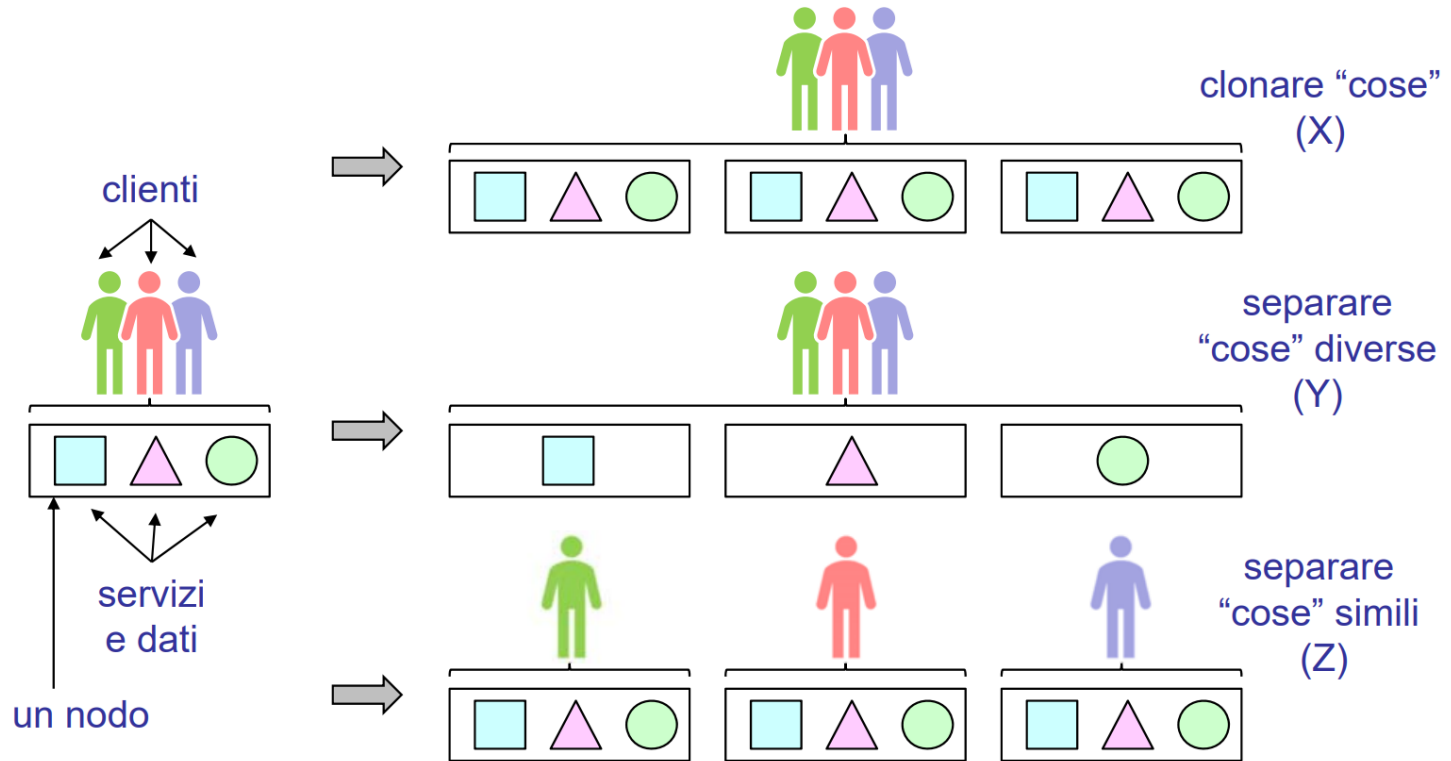 clonare “cose”
(X)
clienti
separare
“cose” diverse
(Y)
servizi
e dati
un nodo
separare
“cose” simili
(Z)